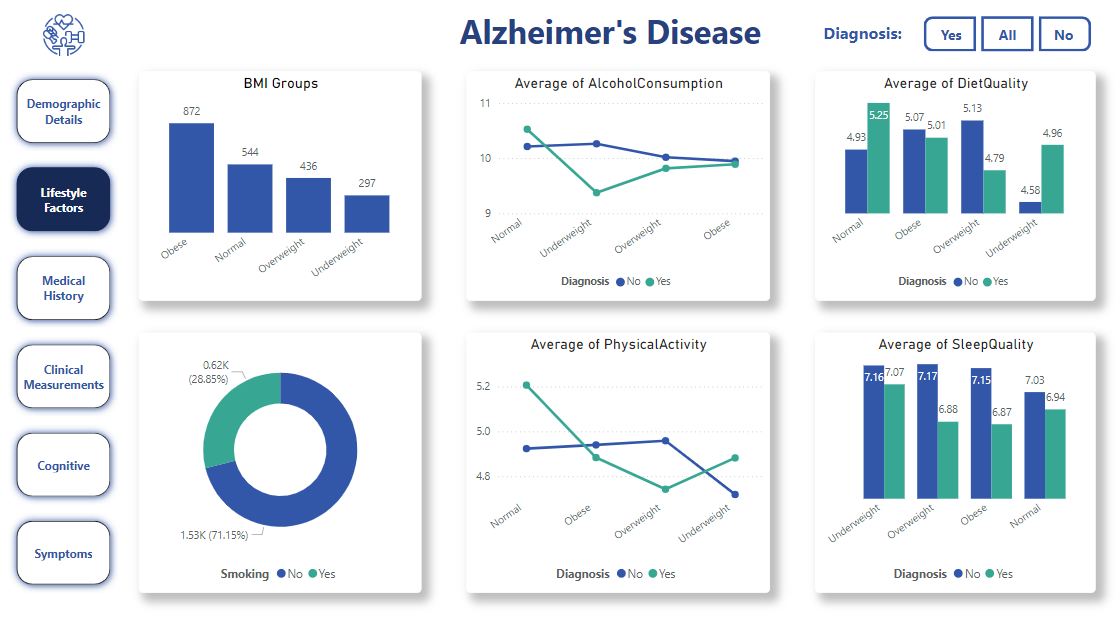 Alzheimer's Disease
Diagnosis:
Yes
All
No
Demographic
Details
Lifestyle
Factors
Medical
History
Clinical
Measurements
Cognitive
Symptoms
BMI Groups
872
544
436
297
Obese
Normal
Overweight
Underweight
Average of AlcoholConsumption
11
10
9
Normal
Underweight
Overweight
Obese
Diagnosis No Yes
Average of DietQuality
4.93
5.25
5.07
5.01
5.13
4.79
4.58
4.96
Normal
Obese
Overweight
Underweight
Diagnosis No Yes
0.62K
(28.85%)
1.53K (71.15%)
Smoking No Yes
Average of PhysicalActivity
5.2
5.0
4.8
Normal
Obese
Overweight
Underweight
Diagnosis No Yes
Average of SleepQuality
7.16
7.07
7.17
6.88
7.15
6.87
7.03
6.94
Underweight
Overweight
Obese
Normal
Diagnosis No Yes